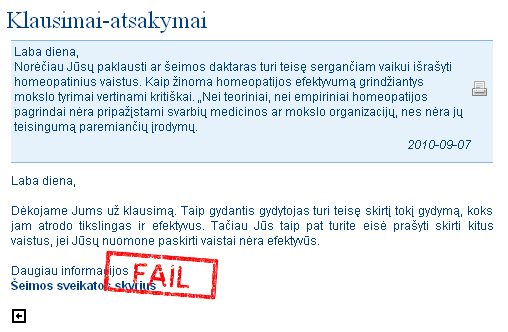 Klausimai-atsakymai
Laba diena,
Norėčiau Jūsų paklausti ar šeimos daktaras turi teisę sergančiam vaikui išrašyti
homeopatinius vaistus. Kaip žinoma homeopatijos efektyvumą grindžiantys
mokslo tyrimai vertinami kritiškai. „Nei teoriniai, nei empiriniai homeopatijos
pagrindai nėra pripažįstami svarbių medicinos ar mokslo organizacijų, nes nėra jų
teisingumą paremiančių įrodymų.
2010-09-07
Laba diena,
Dėkojame Jums už klausimą. Taip gydantis gydytojas turi teisę skirtį tokį gydymą, koks
jam atrodo tikslingas ir efektyvus. Tačiau Jūs taip pat turite eisė prašyti skirti kitus
vaistus, jei Jūsų nuomone paskirti vaistai nėra efektyvūs.
Daugiau informacijos
FAIL
Šeimos sveikatos skyrius